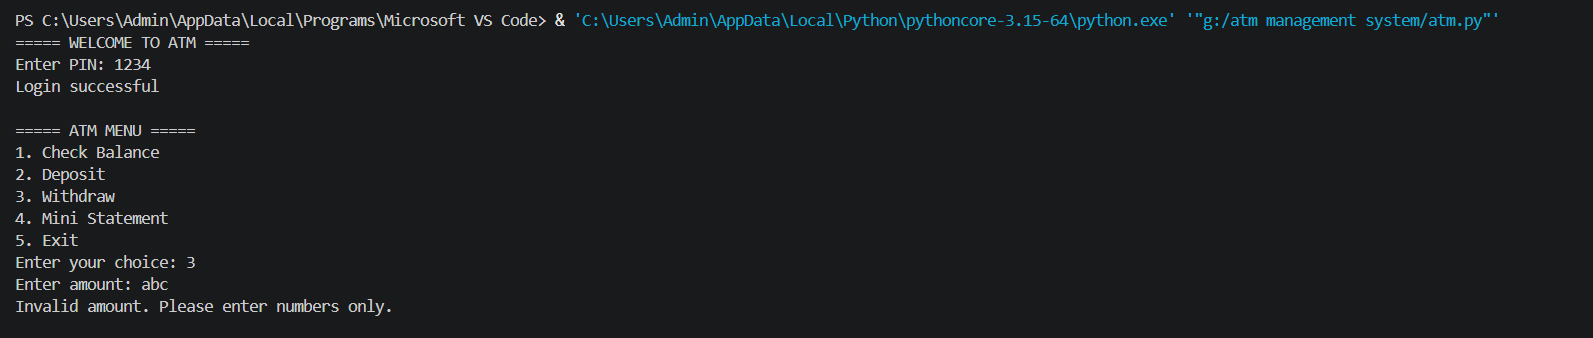 PS C:\Users\Admin\AppData\Local\Programs\Microsoft VS Code> & 'C:\Users\Admin\AppData\Local\Python\pythoncore-3.15-64\python.exe' '"g:/atm management system/atm.py"'
===== WELCOME TO ATM =====
Enter PIN: 1234
Login successful
===== ATM MENU =====
1. Check Balance
2. Deposit
3. Withdraw
4. Mini Statement
5. Exit
Enter your choice: 3
Enter amount: abc
Invalid amount. Please enter numbers only.